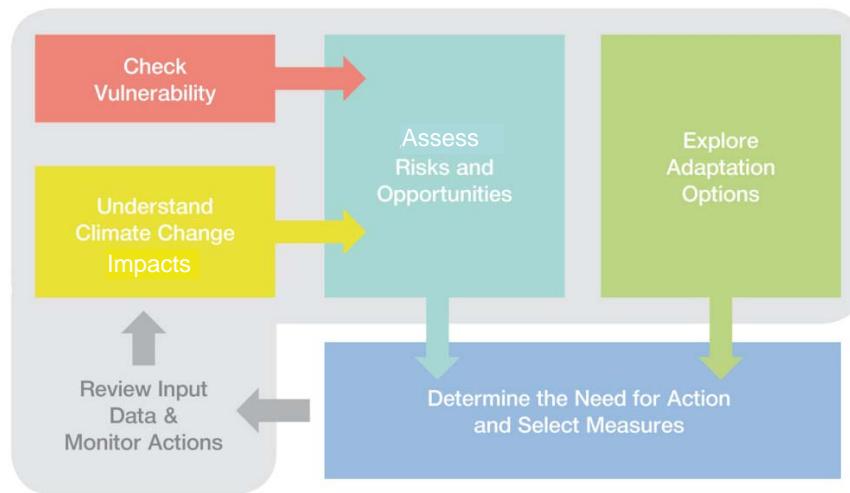 Check
Vulnerability
Understand
Climate Change
Impacts
Assess
Risks and
Opportunities
Explore
Adaptation
Options
Determine the Need for Action
and Select Measures
Review Input
Data &
Monitor Actions